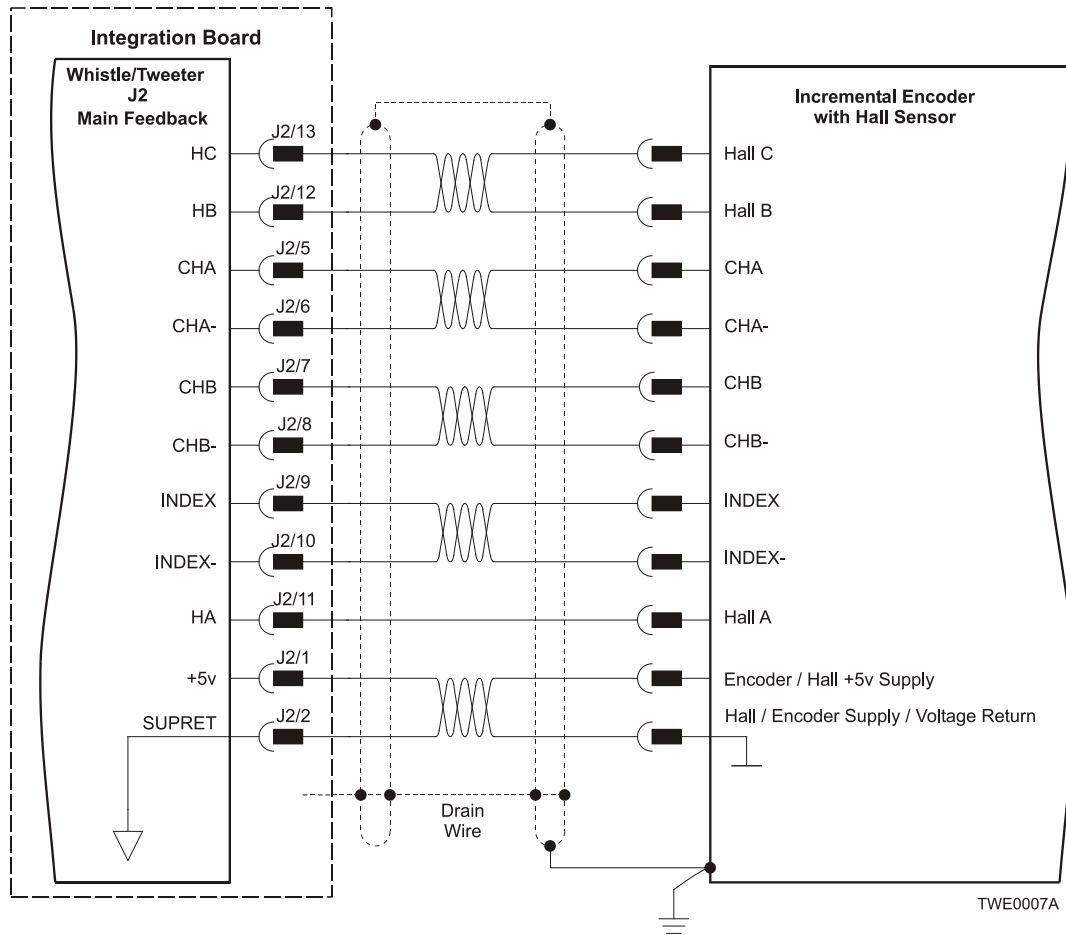 Integration Board
Whistle/Tweeter
J2
Main Feedback
Incremental Encoder
with Hall Sensor
HC J2/13 Hall C
HB J2/12 Hall B
CHA J2/5 CHA
CHA- J2/6 CHA-
CHB J2/7 CHB
CHB- J2/8 CHB-
INDEX J2/9 INDEX
INDEX- J2/10 INDEX-
HA J2/11 Hall A
+5v J2/1 Encoder / Hall +5v Supply
SUPRET J2/2 Hall / Encoder Supply / Voltage Return
Drain
Wire
TWE0007A